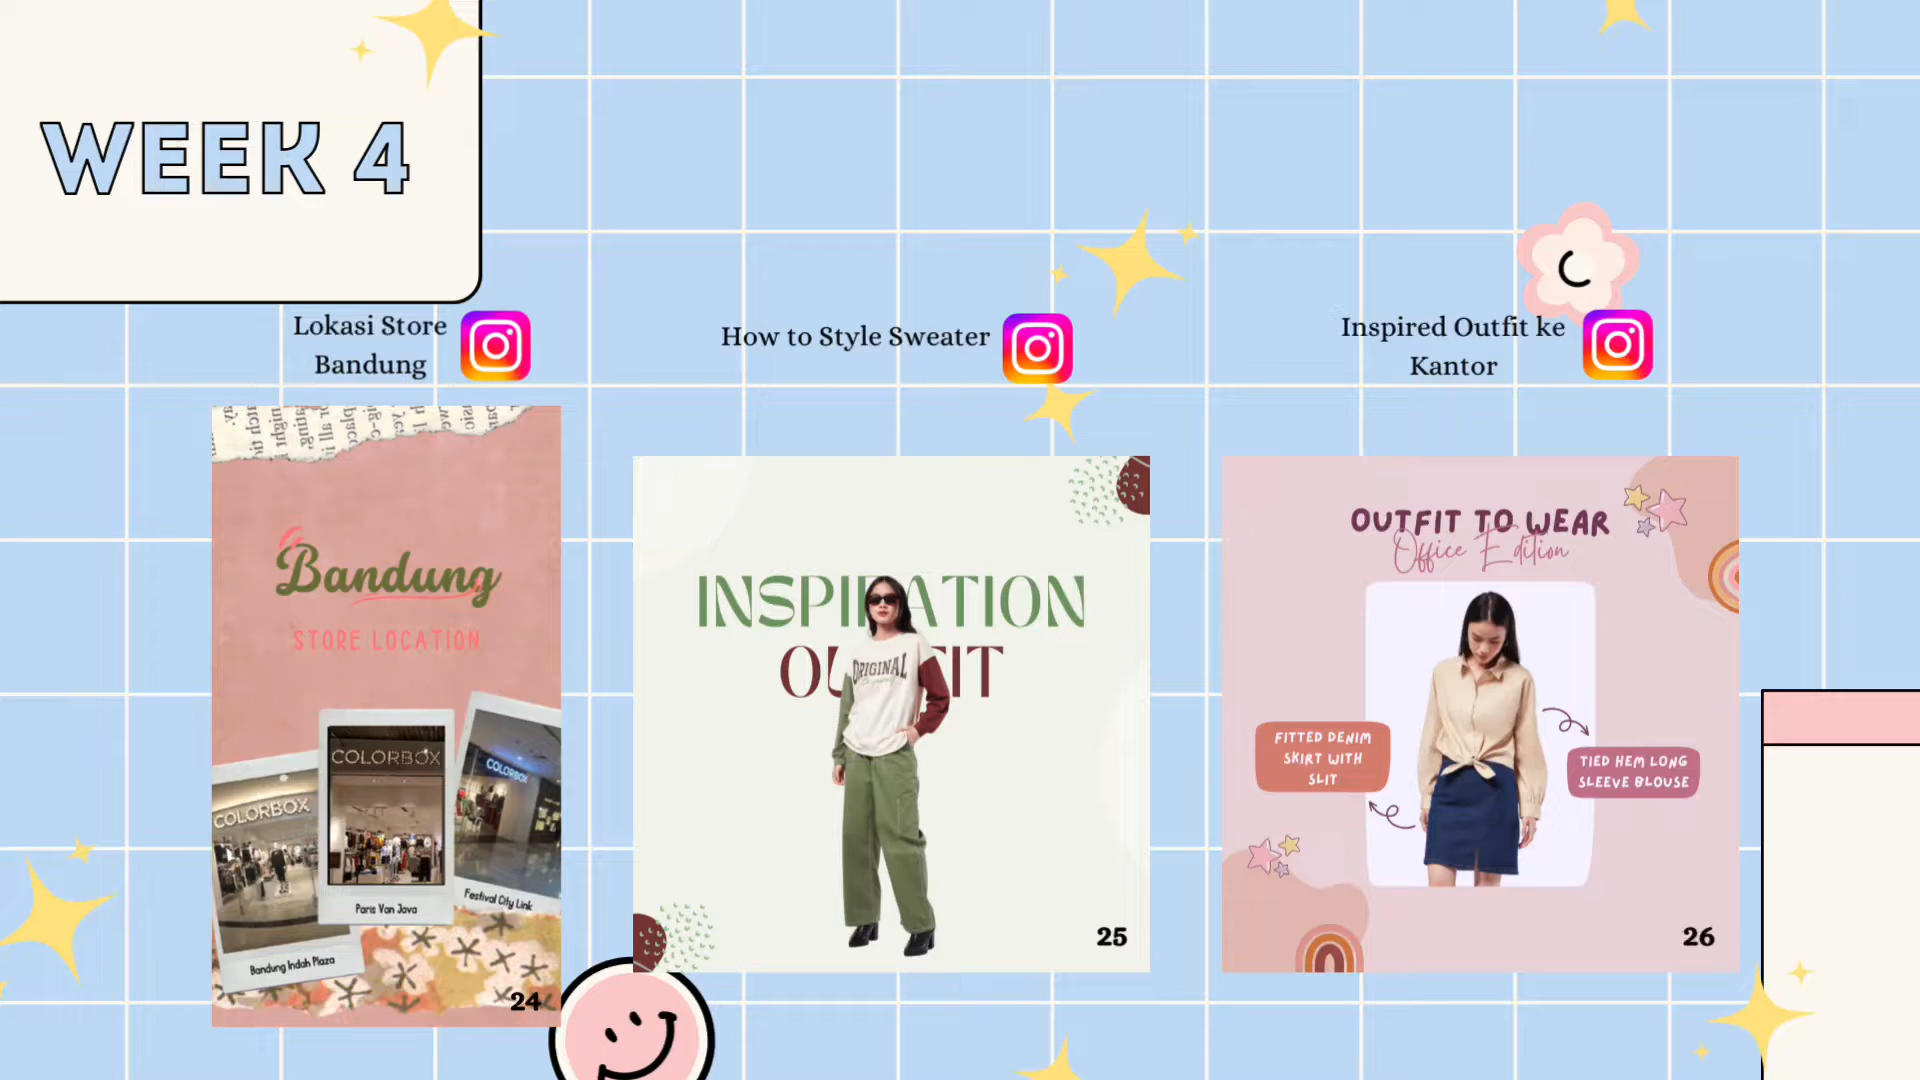 WEEK 4
Lokasi Store
Bandung
Bandung
STORE LOCATION
COLORBOX
COLORBOX
COLORBOX
Bandung Indah Plaza
Paris Van Java
Festival City Link
24
How to Style Sweater
INSPIRATION
OUTFIT
ORIGINAL
25
Inspired Outfit ke
Kantor
OUTFIT TO WEAR
Office Edition
FITTED DENIM
SKIRT WITH
SLIT
TIED HEM LONG
SLEEVE BLOUSE
26